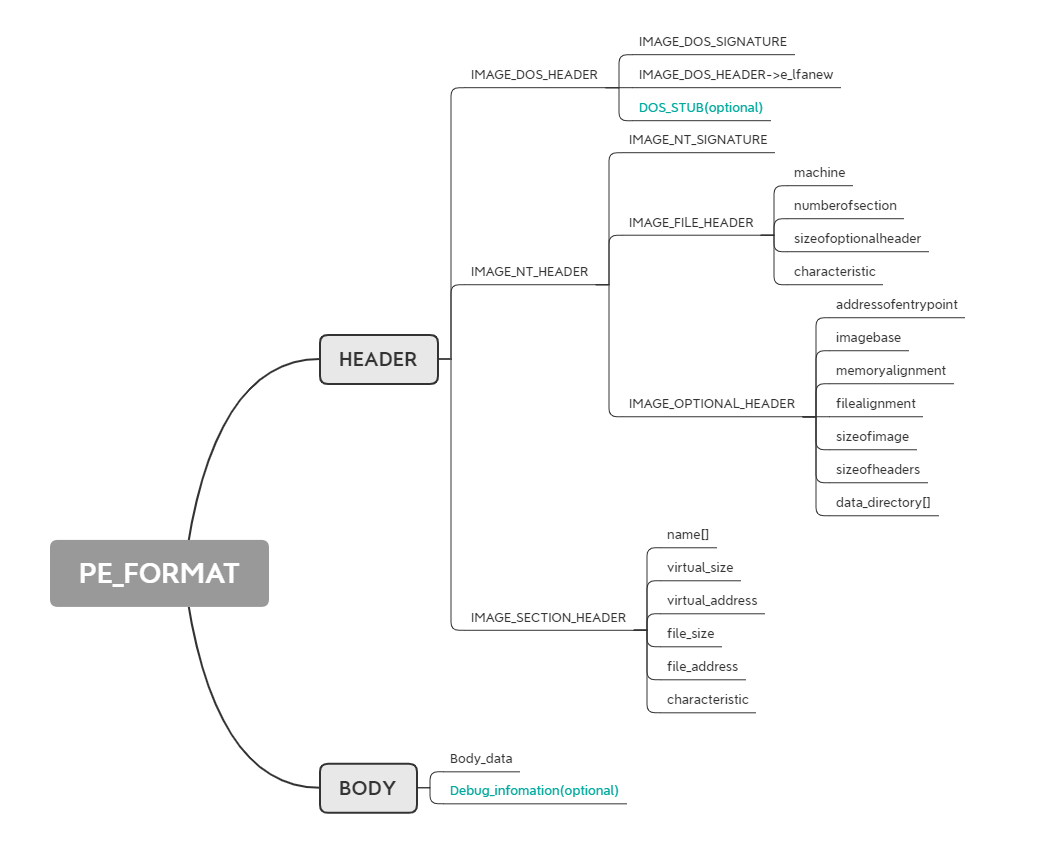 PE_FORMAT
HEADER
IMAGE_DOS_HEADER
IMAGE_DOS_SIGNATURE
IMAGE_DOS_HEADER->e_lfanew
DOS_STUB(optional)
IMAGE_NT_HEADER
IMAGE_NT_SIGNATURE
IMAGE_FILE_HEADER
machine
numberofsection
sizeofoptionalheader
characteristic
IMAGE_OPTIONAL_HEADER
addressofentrypoint
imagebase
memoryalignment
filealignment
sizeofimage
sizeofheaders
data_directory[]
IMAGE_SECTION_HEADER
name[]
virtual_size
virtual_address
file_size
file_address
characteristic
BODY
Body_data
Debug_infomation(optional)